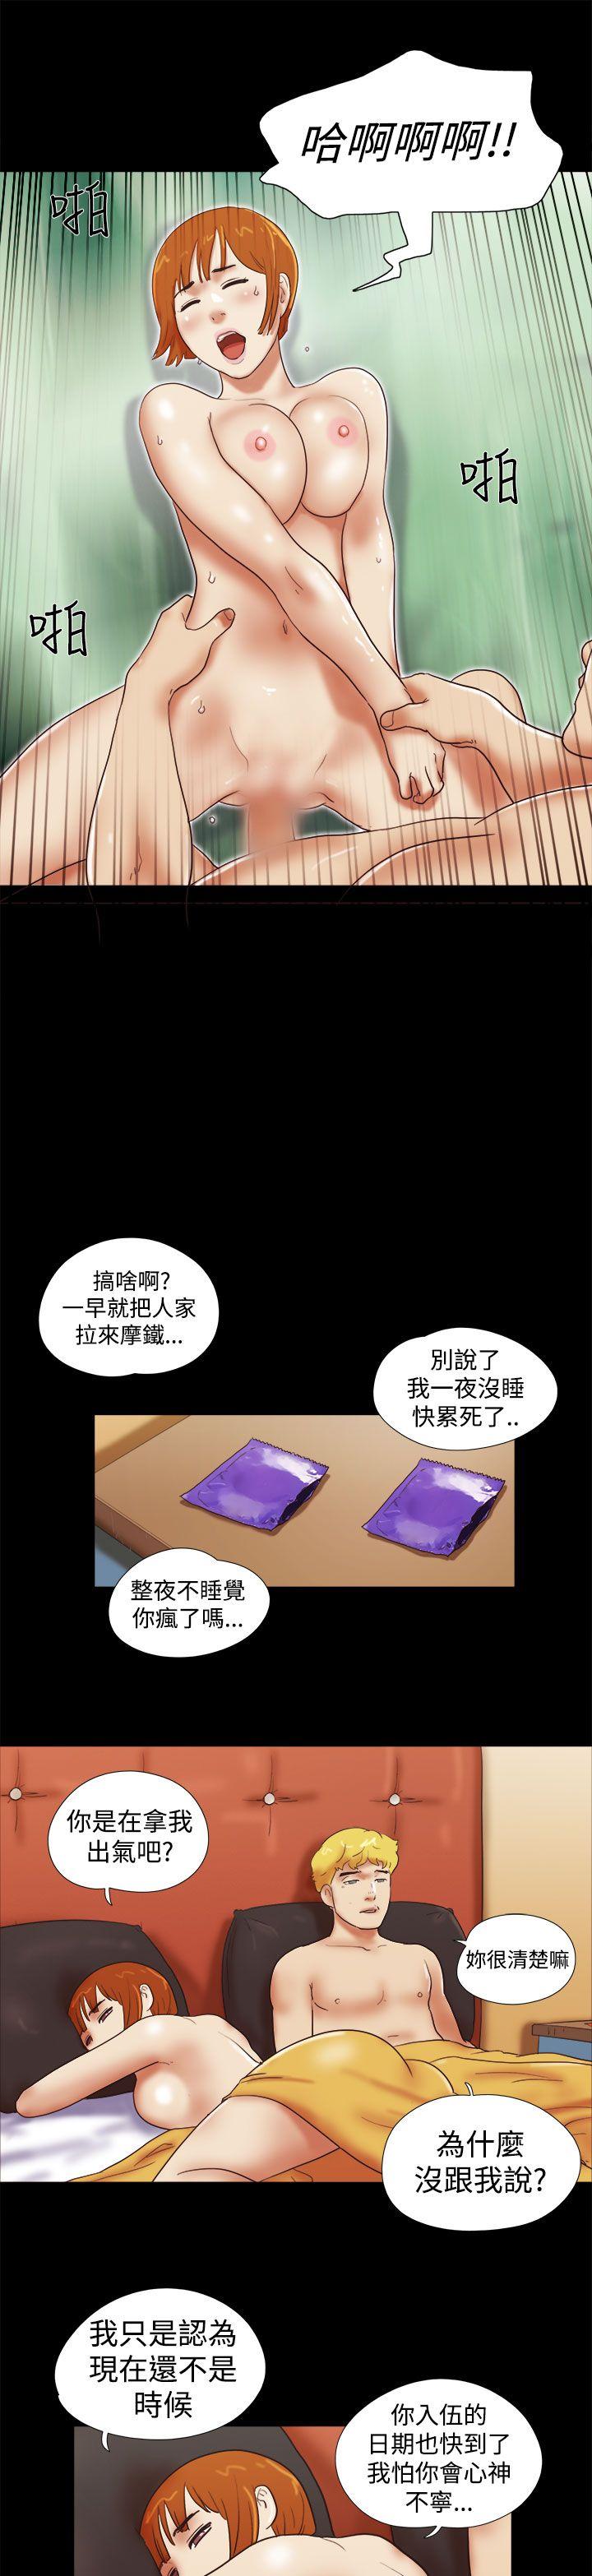 哈啊啊啊!!
啪
啪
啪
搞啥啊?
一早就把人家
拉來摩鐵...
別說了
我一夜沒睡
快累死了..
整夜不睡覺
你瘋了嗎...
你是在拿我
出氣吧?
妳很清楚嘛
為什麼
沒跟我說?
我只是認為
現在還不是
時候
你入伍的
日期也快到了
我怕你會心神
不寧...